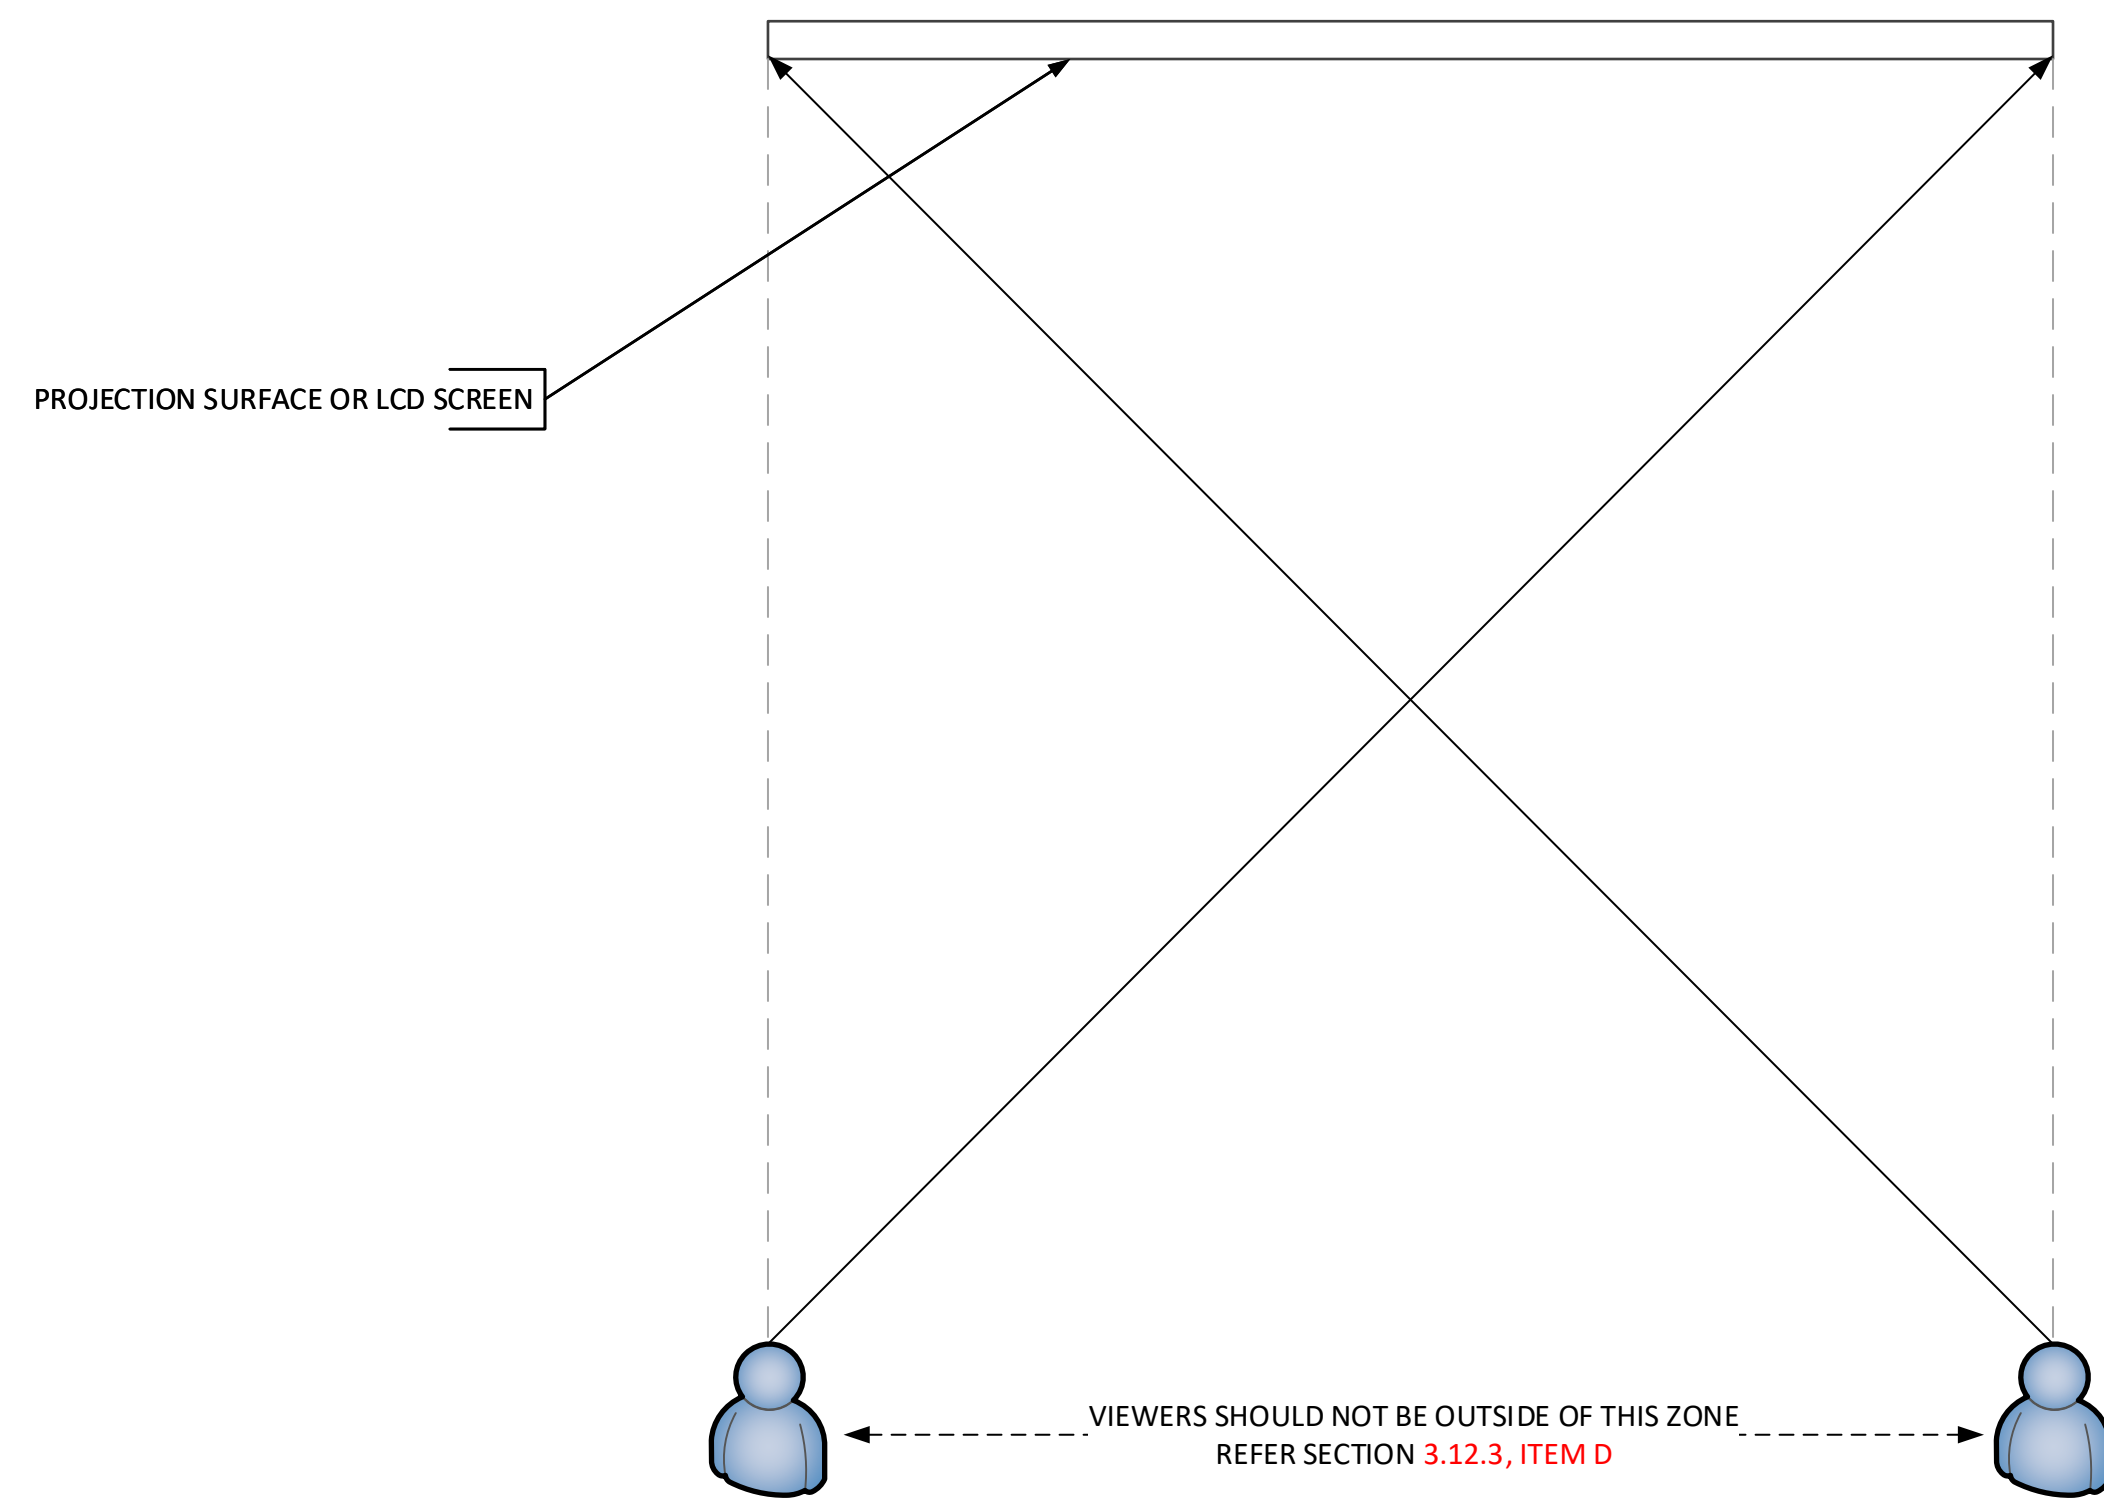 PROJECTION SURFACE OR LCD SCREEN
VIEWERS SHOULD NOT BE OUTSIDE OF THIS ZONE
REFER SECTION 3.12.3, ITEM D